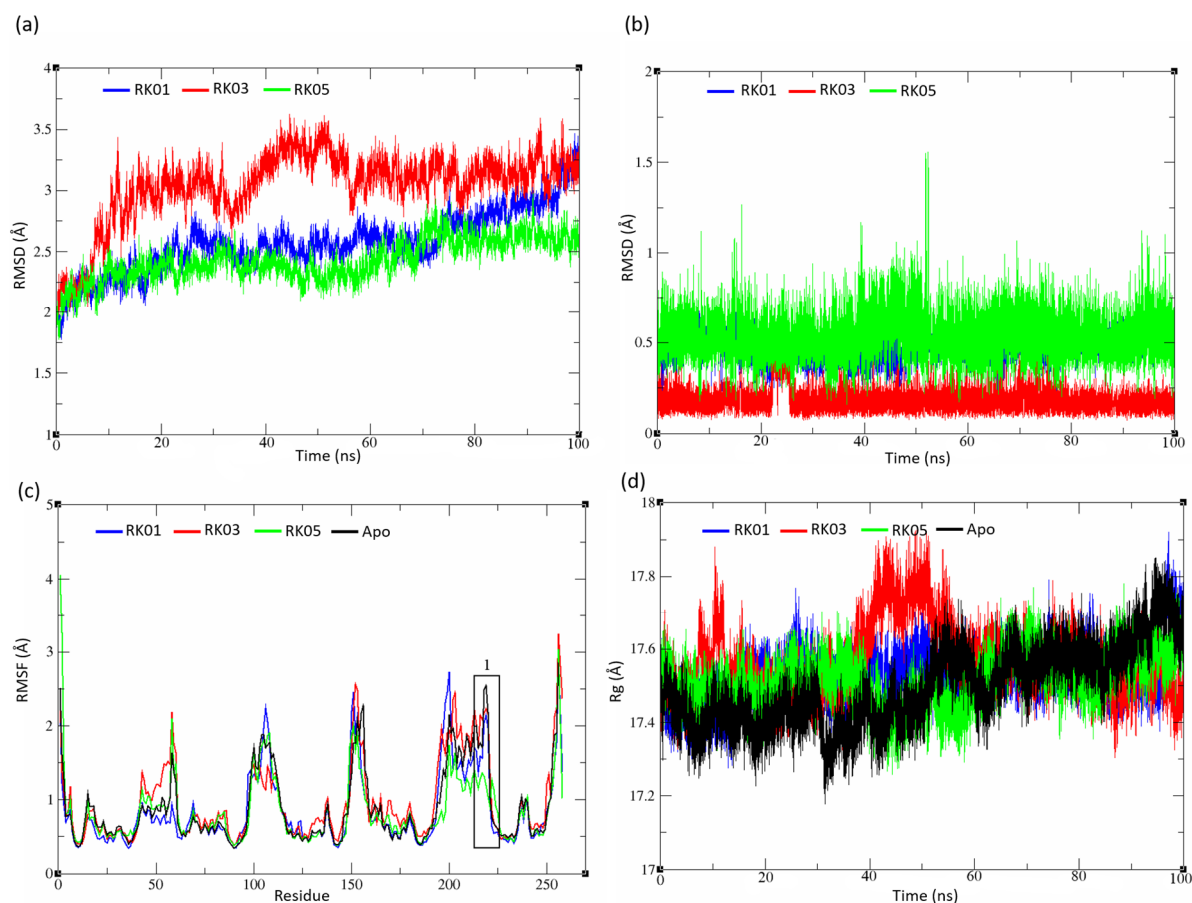 (a)
4
RK01 RK03 RK05
3.5
3
2.5
2
1.5
1
RMSD (Å)
0 20 40 60 80 100
Time (ns)
(b)
2
RK01 RK03 RK05
1.5
1
0.5
0
RMSD (Å)
0 20 40 60 80 100
Time (ns)
(c)
5
RK01 RK03 RK05 Apo
4
3
2
1
0
1
RMSF (Å)
0 50 100 150 200 250
Residue
(d)
18
RK01 RK03 RK05 Apo
17.8
17.6
17.4
17.2
17
Rg (Å)
0 20 40 60 80 100
Time (ns)